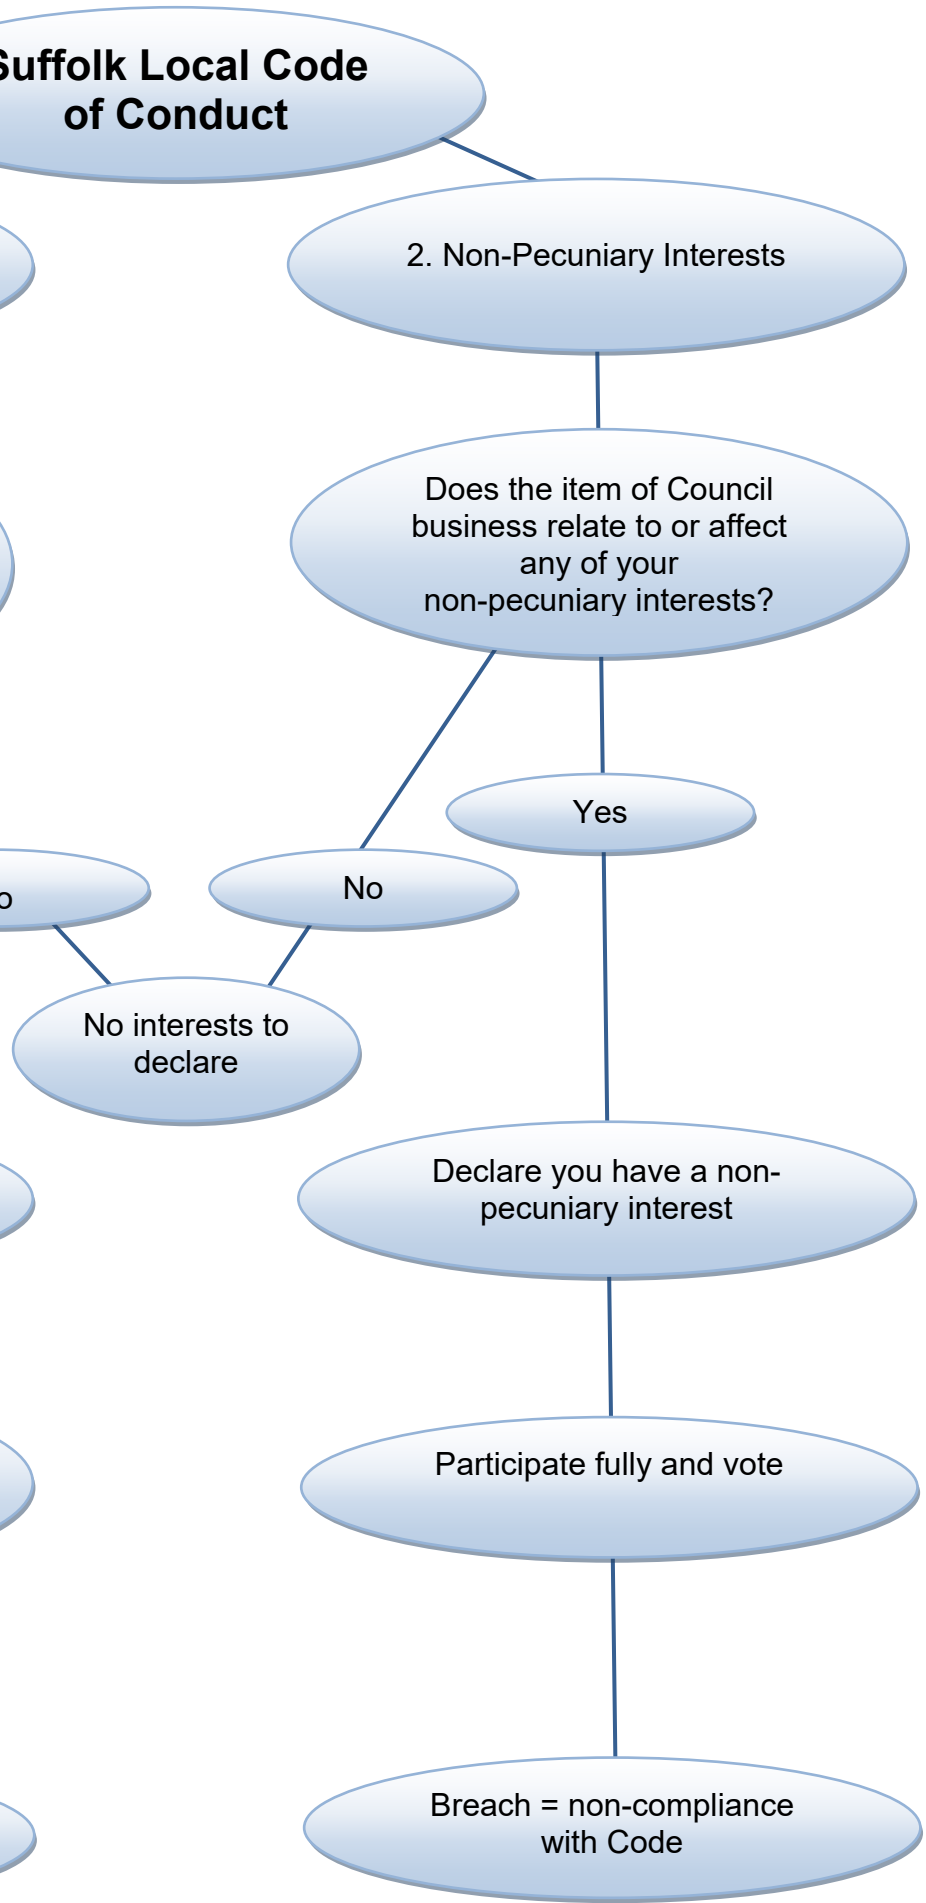 Suffolk Local Code
of Conduct
2. Non-Pecuniary Interests
Does the item of Council
business relate to or affect
any of your
non-pecuniary interests?
Yes
No
No interests to
declare
Declare you have a non-
pecuniary interest
Participate fully and vote
Breach = non-compliance
with Code